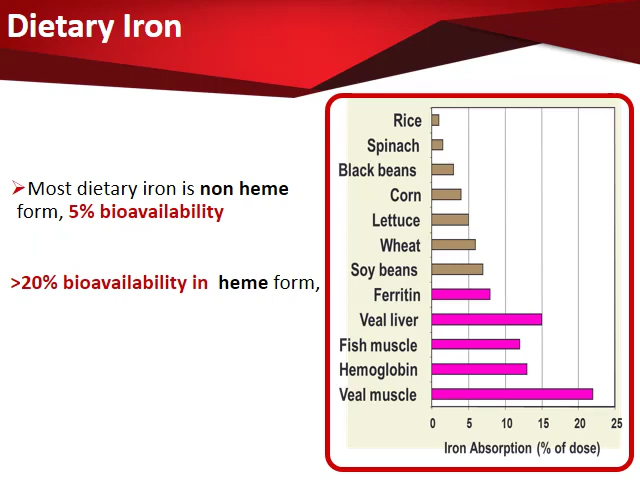 Dietary Iron
➢Most dietary iron is non heme
form, 5% bioavailability
>20% bioavailability in heme form,
Rice
Spinach
Black beans
Corn
Lettuce
Wheat
Soy beans
Ferritin
Veal liver
Fish muscle
Hemoglobin
Veal muscle
0 5 10 15 20 25
Iron Absorption (% of dose)